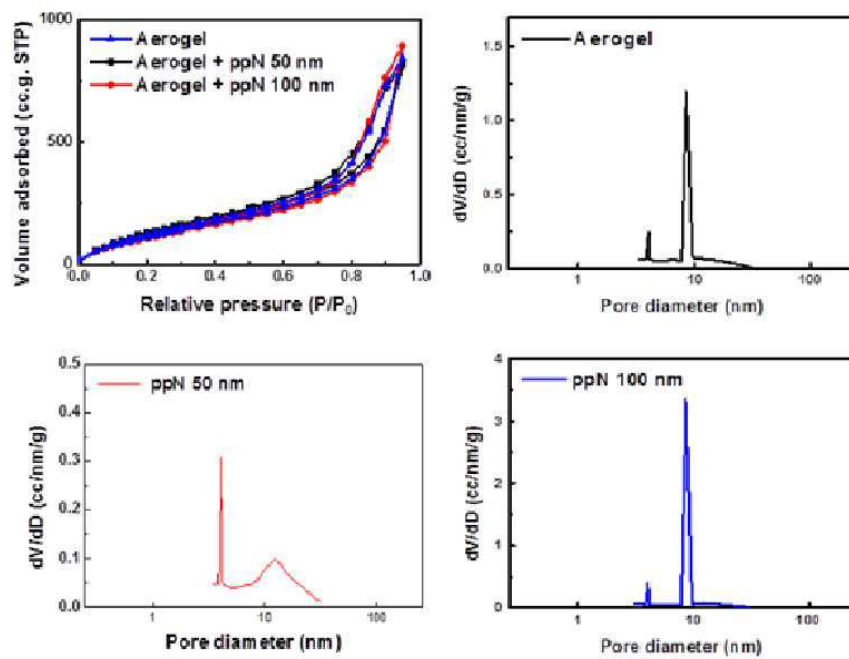 1000
500
0
Volume adsorbed (cc.g. STP)
Aerogel
Aerogel + ppN 50 nm
Aerogel + ppN 100 nm
0.0 0.2 0.4 0.6 0.8 1.0
Relative pressure (P/P0)
1.5
1.0
0.5
0.0
dV/dD (cc/nm/g)
Aerogel
1 10 100
Pore diameter (nm)
0.5
0.4
0.3
0.2
0.1
0.0
dV/dD (cc/nm/g)
ppN 50 nm
1 10 100
Pore diameter (nm)
4
3
2
1
0
dV/dD (cc/nm/g)
ppN 100 nm
1 10 100
Pore diameter (nm)